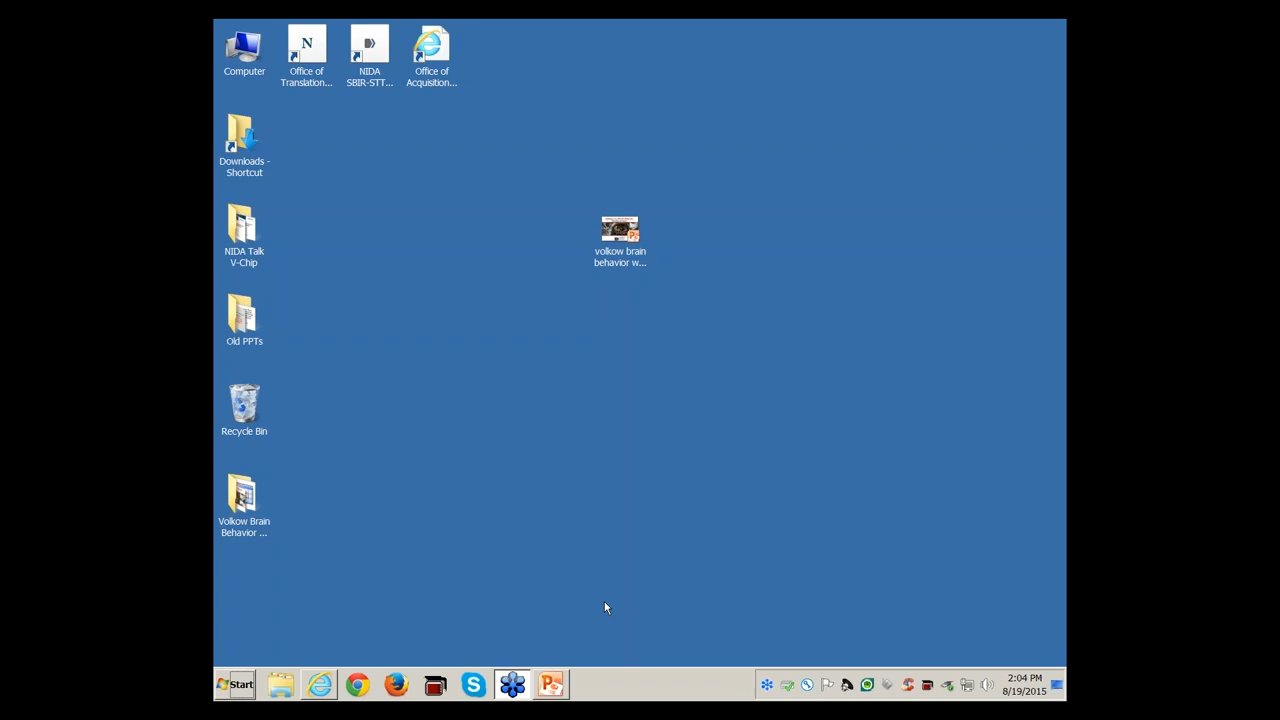 Computer
N
Office of
Translation...
NIDA
SBIR-STT...
Office of
Acquisition...
Downloads -
Shortcut
NIDA Talk
V-Chip
volkow brain
behavior w...
Old PPTs
Recycle Bin
Volkow Brain
Behavior ...
Start
2:04 PM
8/19/2015